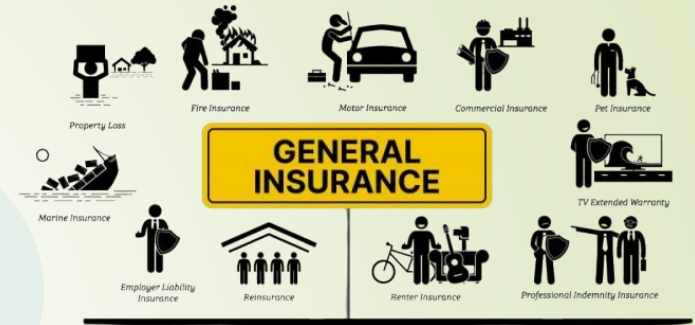 Property Loss
Fire Insurance
Motor Insurance
Commercial Insurance
Pet Insurance
GENERAL
INSURANCE
Marine Insurance
TV Extended Warranty
Employer Liability
Insurance
Reinsurance
Renter Insurance
Professional Indemnity Insurance